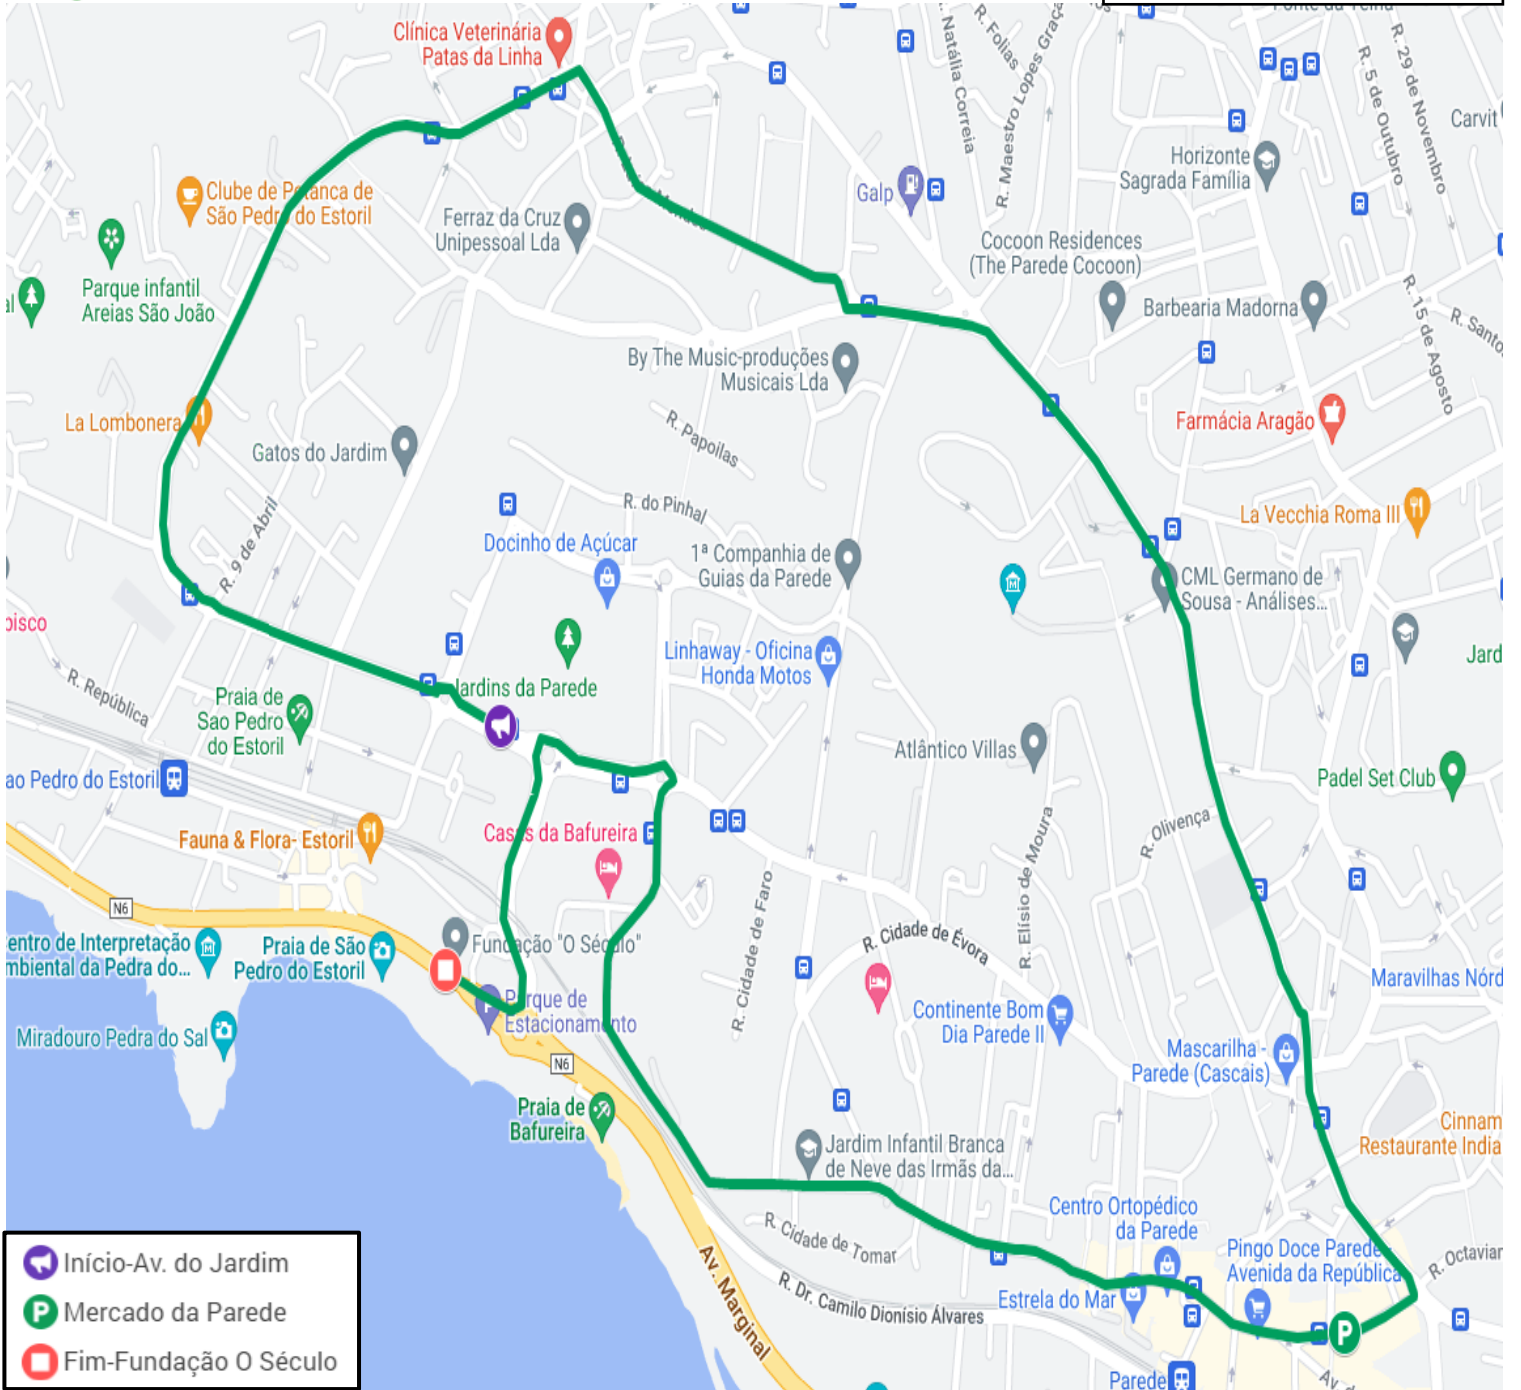 Clínica Veterinária
Patas da Linha
R. Folias
R. Maestro Lopes Graça
Natália Correia
R. 5 de Outubro
R. 29 de Novembro
Carvit
Horizonte
Sagrada Família
Galp
Clube de Petanca de
São Pedro do Estoril
Ferraz da Cruz
Unipessoal Lda
Cocoon Residences
(The Parede Cocoon)
Parque infantil
Areias São João
al
Barbearia Madorna
R. 15 de Agosto
R. Santos
By The Music-produções
Musicais Lda
La Lombonera
Gatos do Jardim
R. Papoilas
Farmácia Aragão
R. do Pinhal
La Vecchia Roma III
R. 9 de Abril
Docinho de Açúcar
1ª Companhia de
Guias da Parede
CML Germano de
Sousa - Análises...
oisco
Linhaway - Oficina
Honda Motos
Jard
R. República
Jardins da Parede
Praia de
Sao Pedro
do Estoril
Atlântico Villas
Padel Set Club
ao Pedro do Estoril
Fauna & Flora- Estoril
Casas da Bafureira
R. Olivença
R. Elísio de Moura
R. Cidade de Faro
N6
R. Cidade de Évora
entro de Interpretação
mbiental da Pedra do...
Praia de São
Pedro do Estoril
Fundação "O Século"
Maravilhas Nórd
Parque de
Estacionamento
Continente Bom
Dia Parede II
Miradouro Pedra do Sal
N6
Mascarilha -
Parede (Cascais)
Praia de
Bafureira
Cinnam
Restaurante India
Jardim Infantil Branca
de Neve das Irmãs da...
Centro Ortopédico
da Parede
R. Cidade de Tomar
Pingo Doce Parede -
Avenida da República
R. Octavian
Av. Marginal
R. Dr. Camilo Dionísio Álvares
Estrela do Mar
P
Parede
Início-Av. do Jardim
P Mercado da Parede
Fim-Fundação O Século